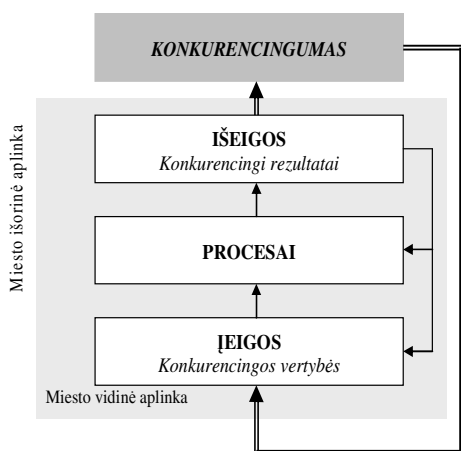 KONKURENCINGUMAS
Miesto išorinė aplinka
IŠEIGOS
Konkurencingi rezultatai
PROCESAI
ĮEIGOS
Konkurencingos vertybės
Miesto vidinė aplinka